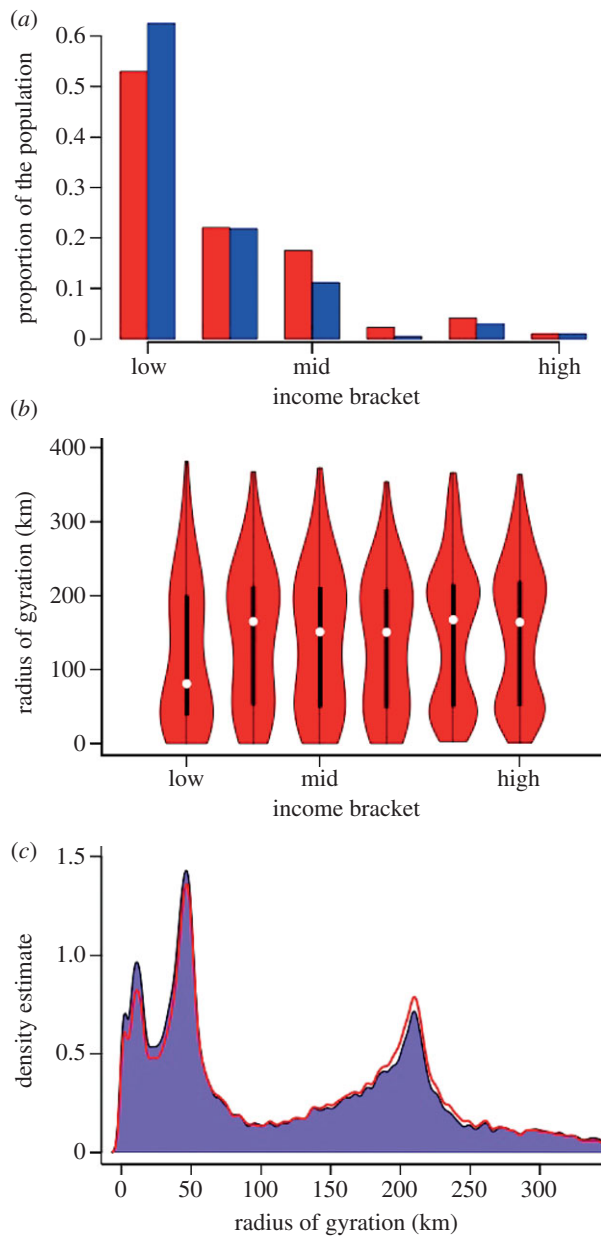 (a)
0.6
0.5
0.4
0.3
0.2
0.1
0
proportion of the population
low mid high
income bracket
(b)
400
300
200
100
0
radius of gyration (km)
low mid high
income bracket
(c)
1.5
1.0
0.5
0
density estimate
0 50 100 150 200 250 300
radius of gyration (km)